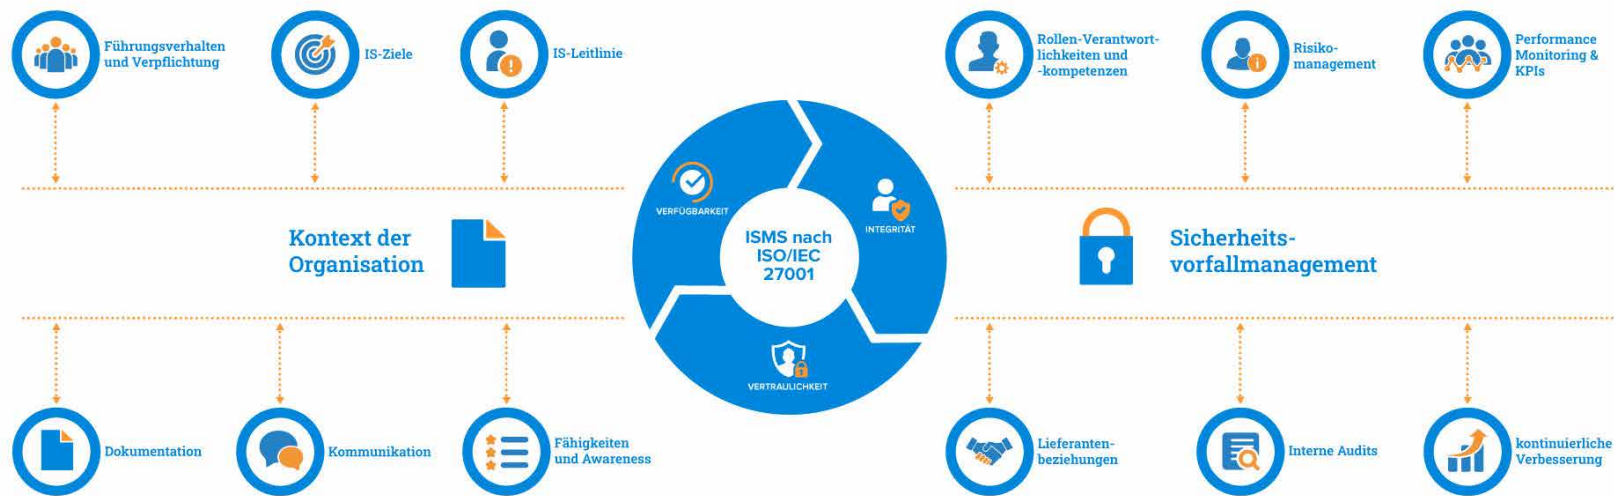 Führungsverhalten
und Verpflichtung
IS-Ziele
IS-Leitlinie
Rollen-Verantwort-
lichkeiten und
-kompetenzen
Risiko-
management
Performance
Monitoring &
KPIs
Kontext der
Organisation
VERFÜGBARKEIT
INTEGRITÄT
ISMS nach
ISO/IEC
27001
VERTRAULICHKEIT
Sicherheits-
vorfallmanagement
Dokumentation
Kommunikation
Fähigkeiten
und Awareness
Lieferanten-
beziehungen
Interne Audits
kontinuierliche
Verbesserung